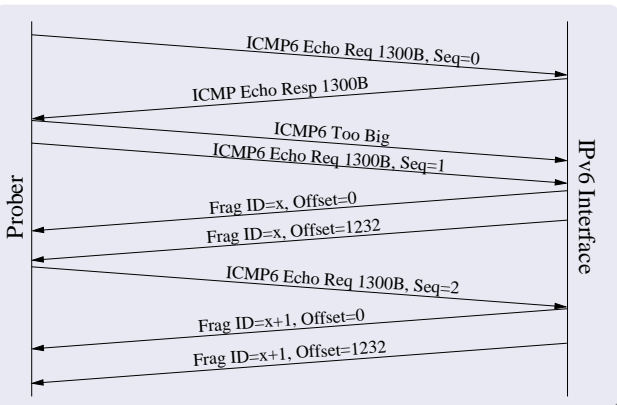 ICMP6 Echo Req 1300B, Seq=0
ICMP Echo Resp 1300B
ICMP6 Too Big
ICMP6 Echo Req 1300B, Seq=1
Frag ID=x, Offset=0
Frag ID=x, Offset=1232
ICMP6 Echo Req 1300B, Seq=2
Frag ID=x+1, Offset=0
Frag ID=x+1, Offset=1232
Prober
IPv6 Interface